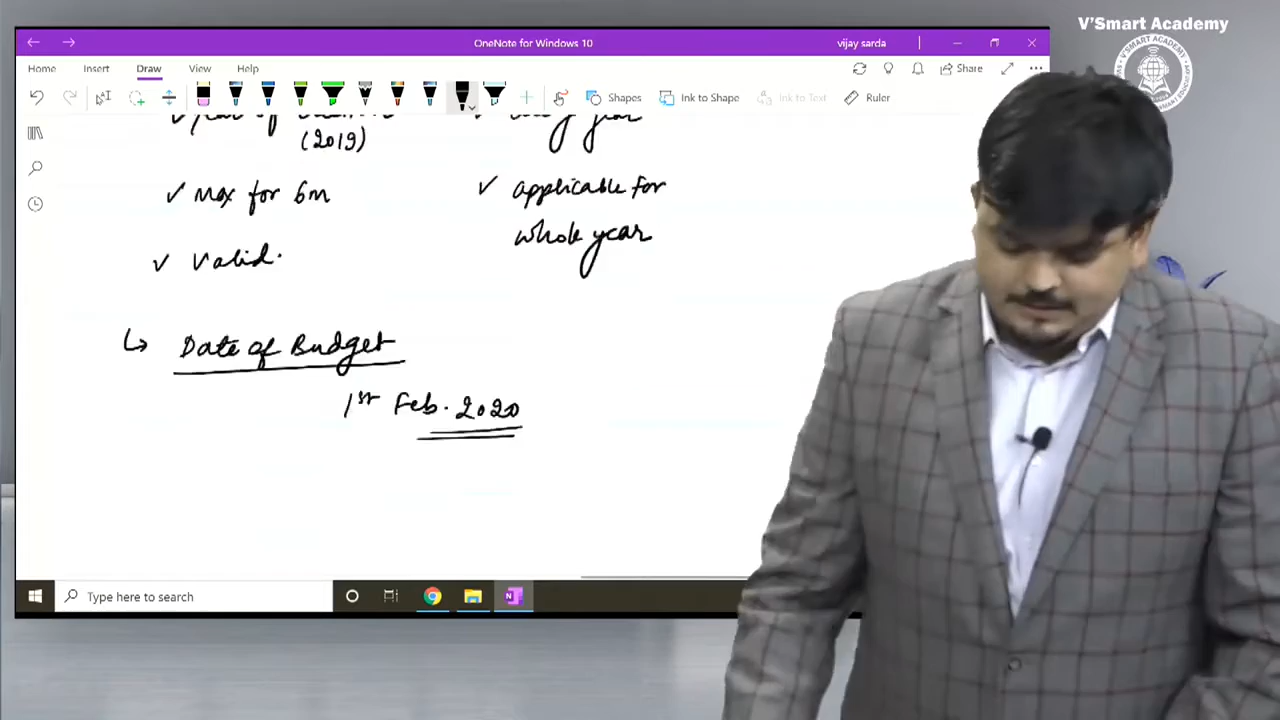 V'Smart Academy
OneNote for Windows 10
vijay sarda
Home Insert Draw View Help
Share
Shapes Ink to Shape Ink to Text Ruler
(2019)
✓ Max for 6m
✓ applicable for
whole year
✓ Valid.
↳ Date of Budget
1st Feb. 2020
Type here to search